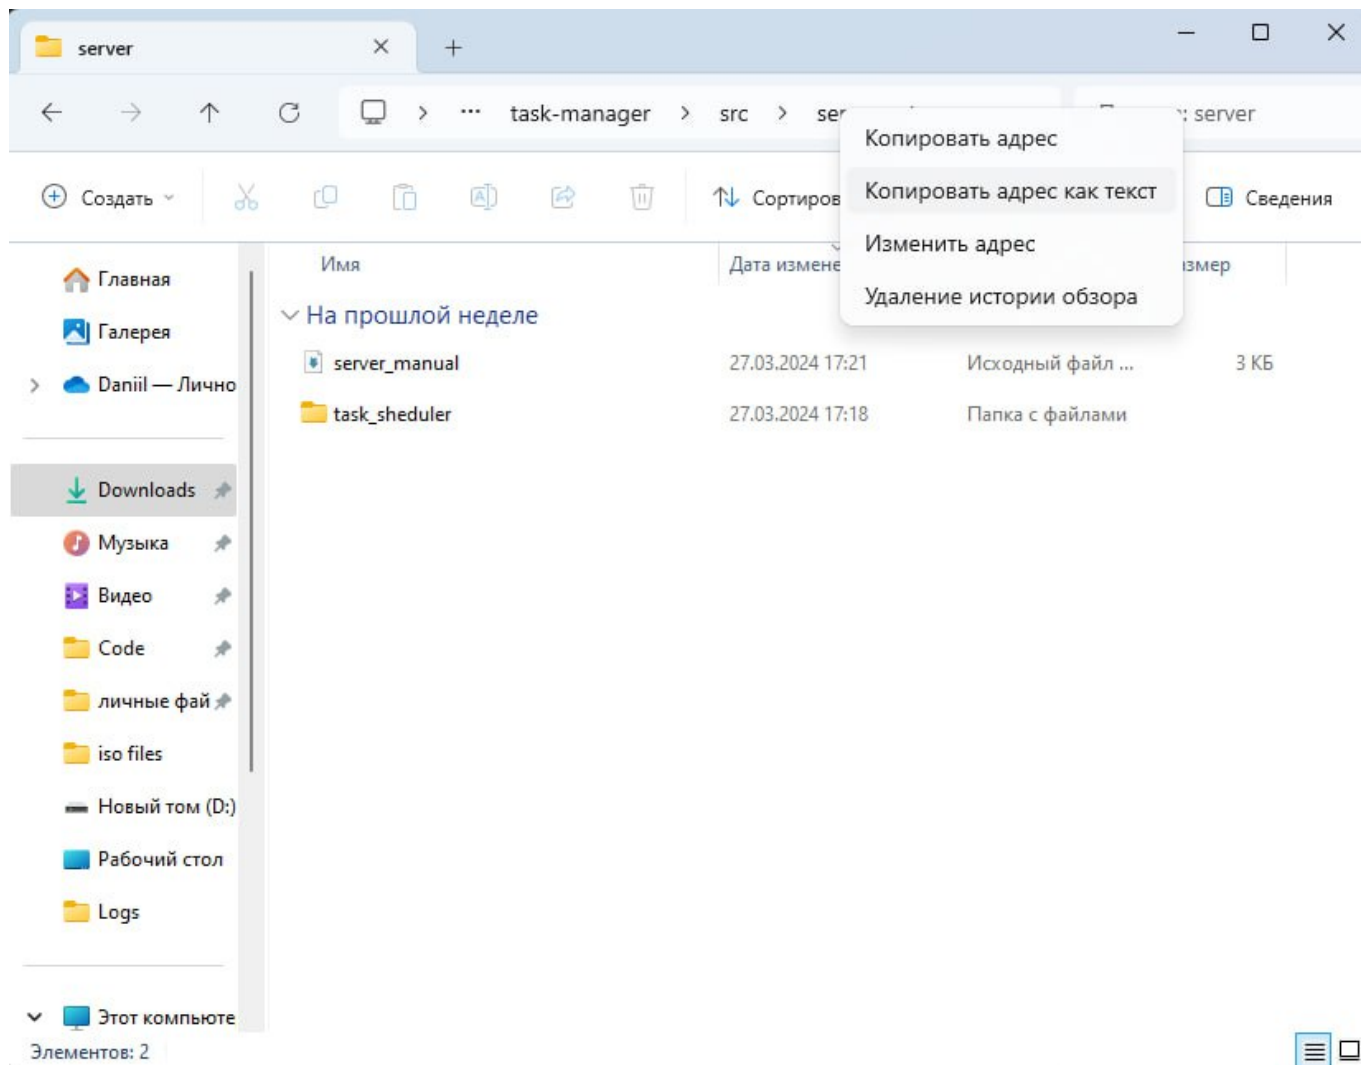 server
task-manager > src > ser
: server
Копировать адрес
Копировать адрес как текст
Изменить адрес
Удаление истории обзора
Создать
Сортиров
Сведения
Имя
Дата измене
змер
На прошлой неделе
server_manual 27.03.2024 17:21 Исходный файл ... 3 КБ
task_sheduler 27.03.2024 17:18 Папка с файлами
Главная
Галерея
Daniil — Лично
Downloads
Музыка
Видео
Code
личные фай
iso files
Новый том (D:)
Рабочий стол
Logs
Этот компьюте
Элементов: 2